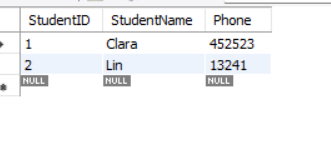 StudentID StudentName Phone
1 Clara 452523
2 Lin 13241
NULL NULL NULL